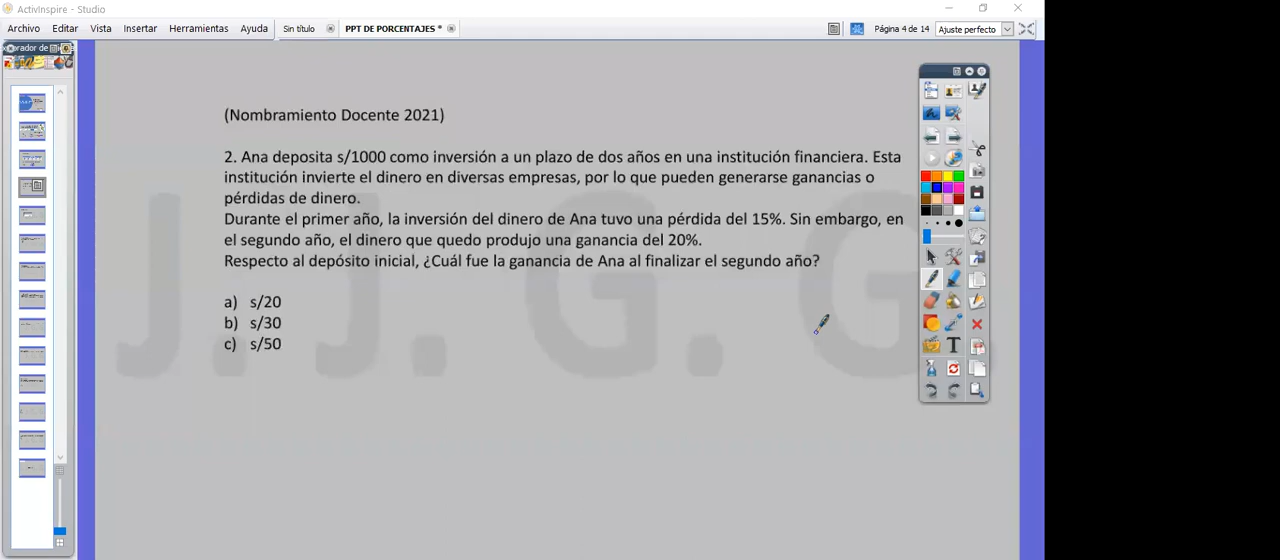 ActivInspire - Studio
Archivo Editar Vista Insertar Herramientas Ayuda Sin título PPT DE PORCENTAJES * Página 4 de 14 Ajuste perfecto
orador de
(Nombramiento Docente 2021)
2. Ana deposita s/1000 como inversión a un plazo de dos años en una institución financiera. Esta
institución invierte el dinero en diversas empresas, por lo que pueden generarse ganancias o
pérdidas de dinero.
Durante el primer año, la inversión del dinero de Ana tuvo una pérdida del 15%. Sin embargo, en
el segundo año, el dinero que quedo produjo una ganancia del 20%.
Respecto al depósito inicial, ¿Cuál fue la ganancia de Ana al finalizar el segundo año?
a) s/20
b) s/30
c) s/50
J. J. G. G.